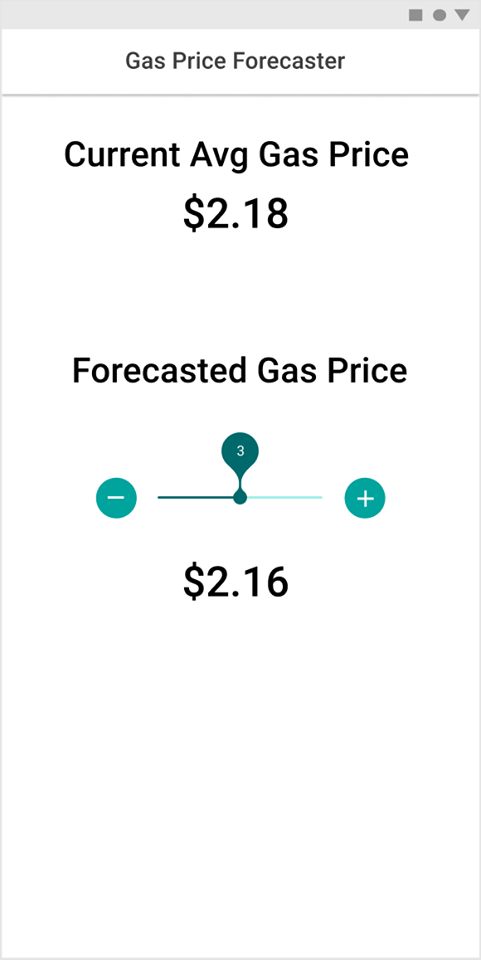 Gas Price Forecaster
Current Avg Gas Price
$2.18
Forecasted Gas Price
3
$2.16